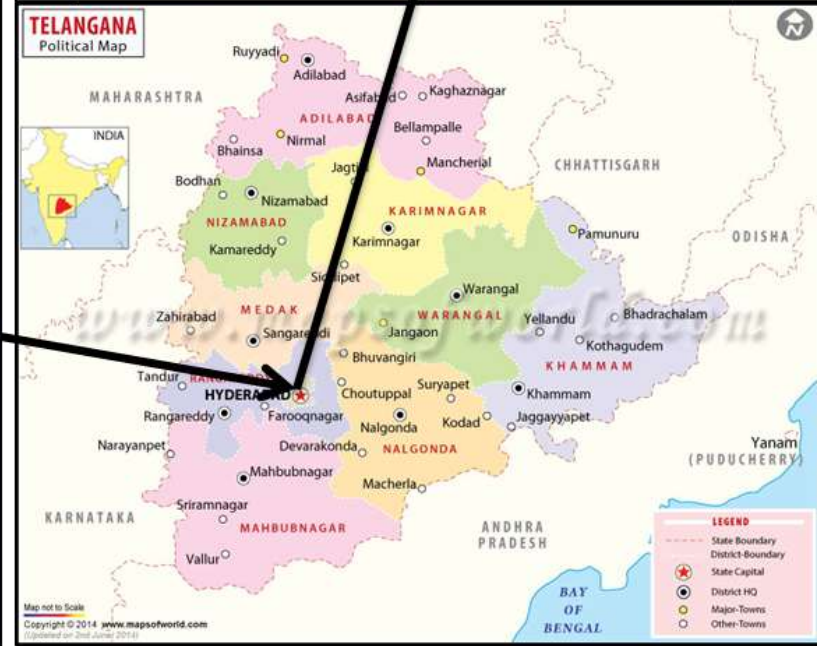 TELANGANA
Political Map
Ruyyadi
Adilabad
MAHARASHTRA
Asifabad
Kaghaznagar
ADILABAD
INDIA
Bellampalle
Nirmal
Bhainsa
Mancherial
CHHATTISGARH
Bodhan
Nizamabad
KARIMNAGAR
NIZAMABAD
Pamunuru
ODISHA
Karimnagar
Kamareddy
Warangal
MEDAK
WARANGAL
www.mapsofworld.com
Zahirabad
Yellandu
Bhadrachalam
Jangaon
Sangareddi
Kothagudem
Bhuvangiri
KHAMMAM
Tandur
HYDERABAD
Choutuppal
Suryapet
Khammam
Rangareddy
Farooqnagar
Nalgonda
Kodad
Jaggayyapet
Narayanpet
Devarakonda
NALGONDA
Yanam
(PUDUCHERRY)
Mahbubnagar
Macherla
Sriramnagar
KARNATAKA
MAHBUBNAGAR
ANDHRA
PRADESH
LEGEND
State Boundary
District-Boundary
State Capital
District HQ
Major-Towns
Other-Towns
Vallur
BAY
OF
BENGAL
Map not to Scale
Copyright © 2014 www.mapsofworld.com
(Updated on 2nd June 2014)